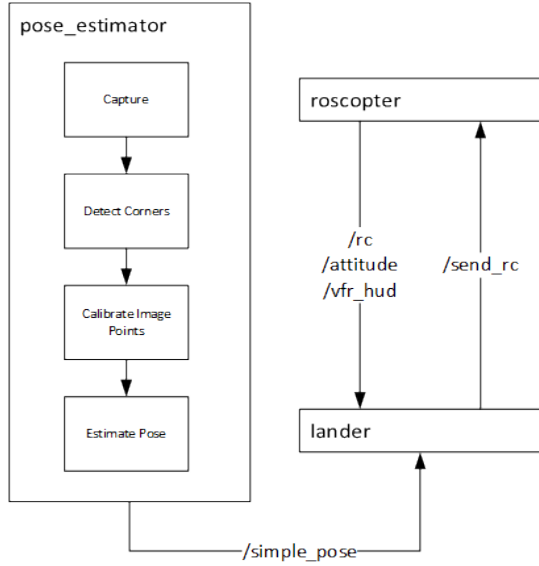 pose_estimator
Capture
Detect Corners
Calibrate Image
Points
Estimate Pose
roscopter
/rc
/attitude
/vfr_hud
/send_rc
lander
/simple_pose